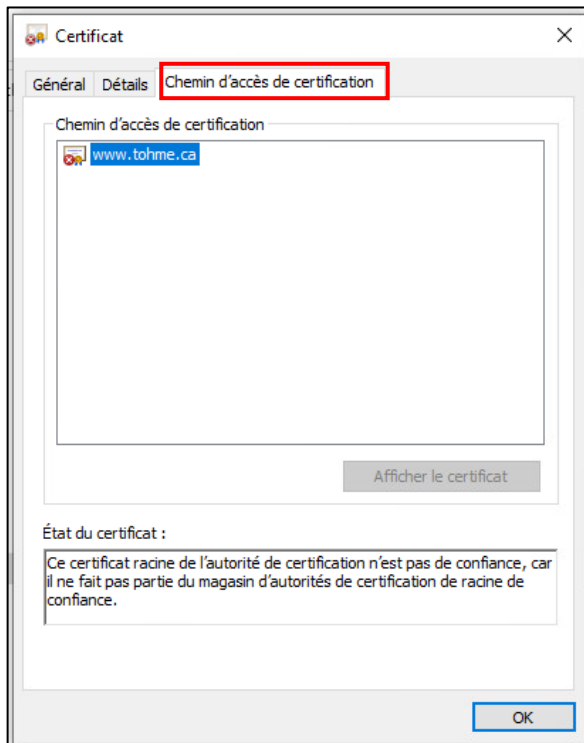 Certificat
Général Détails Chemin d'accès de certification
Chemin d'accès de certification
www.tohme.ca
Afficher le certificat
État du certificat :
Ce certificat racine de l'autorité de certification n'est pas de confiance, car
il ne fait pas partie du magasin d'autorités de certification de racine de
confiance.
OK